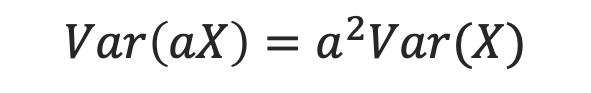 Var(aX) = a²Var(X)